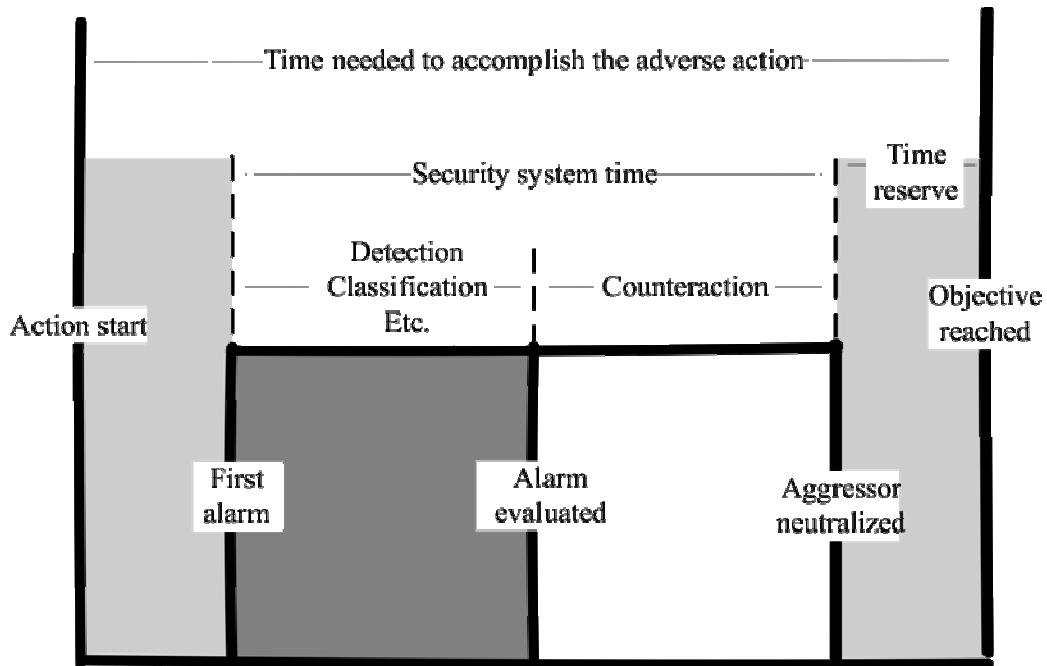 Time needed to accomplish the adverse action
Time
reserve
Security system time
Detection
Classification
Etc.
Counteraction
Action start
Objective
reached
First
alarm
Alarm
evaluated
Aggressor
neutralized